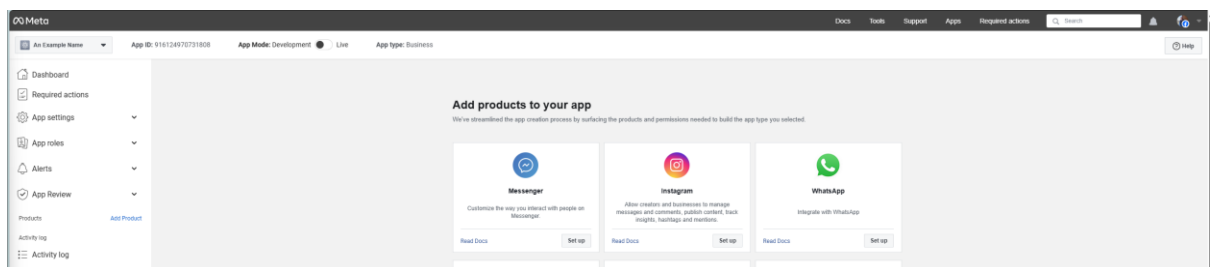 Meta
Docs Tools Support Apps Required actions Search
An Example Name App ID: 916124970731808 App Mode: Development Live App type: Business Help
Dashboard
Required actions
App settings
App roles
Alerts
App Review
Products Add Product
Activity log
Activity log
Add products to your app
We've streamlined the app creation process by surfacing the products and permissions needed to build the app type you selected.
Messenger
Customize the way you interact with people on
Messenger
Read Docs Set up
Instagram
Allow creators and businesses to manage
messages and comments, publish content, track
insights, hashtags and mentions.
Read Docs Set up
WhatsApp
Integrate with WhatsApp
Read Docs Set up